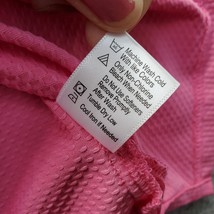 Machine Wash Cold
With like Colors
Only Non-Chlorine
Bleach When Needed
Do Not Use Softeners
Remove Promptly
After Wash
Tumble Dry Low
Cool Iron if Needed